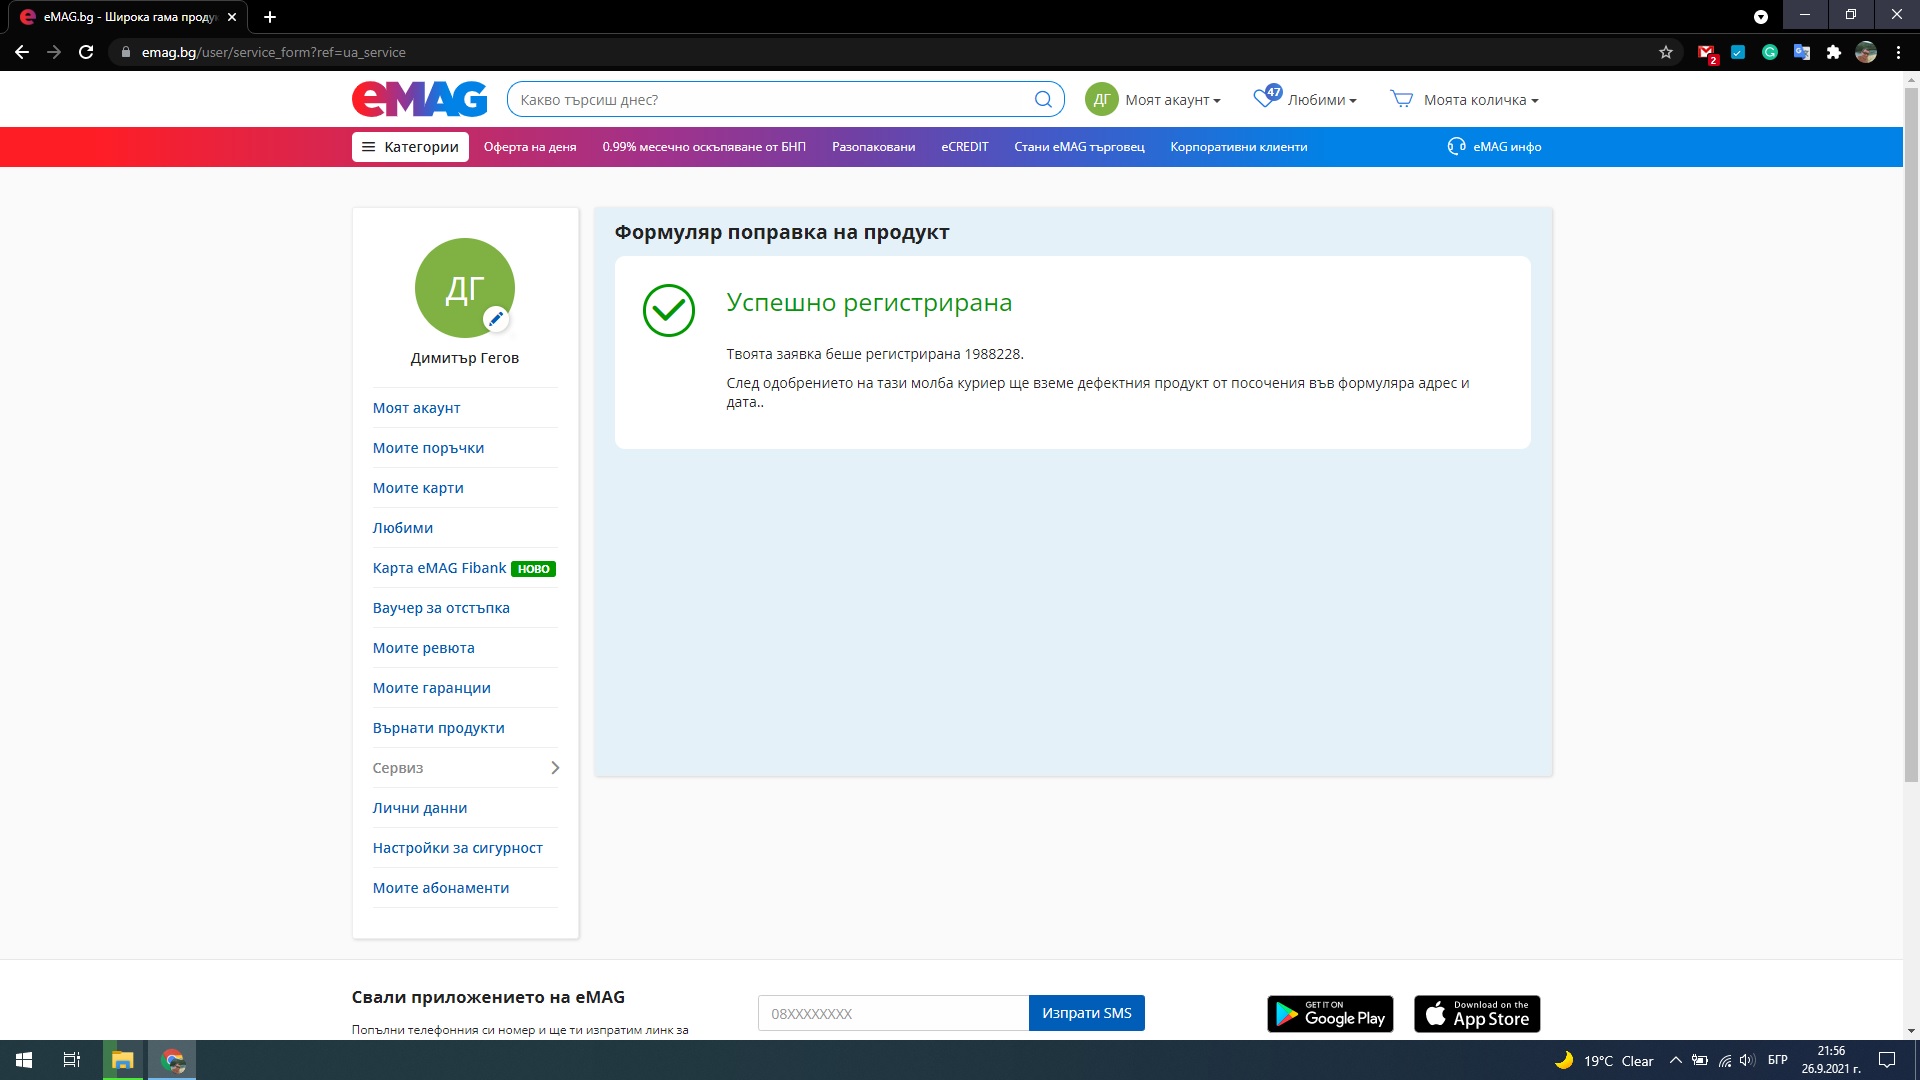 eMAG.bg - Широка гама проду
emag.bg/user/service_form?ref=ua_service
2
eMAG
Какво търсиш днес?
ДГ
Моят акаунт
47
Любими
Моята количка
Категории
Оферта на деня
0.99% месечно оскъпяване от БНП
Разопаковани
eCREDIT
Стани eMAG търговец
Корпоративни клиенти
eMAG инфо
ДГ
Димитър Гегов
Моят акаунт
Моите поръчки
Моите карти
Любими
Карта eMAG Fibank НОВО
Ваучер за отстъпка
Моите ревюта
Моите гаранции
Върнати продукти
Сервиз
Лични данни
Настройки за сигурност
Моите абонаменти
Формуляр поправка на продукт
Успешно регистрирана
Твоята заявка беше регистрирана 1988228.
След одобрението на тази молба куриер ще вземе дефектния продукт от посочения във формуляра адрес и
дата..
Свали приложението на eMAG
Попълни телефонния си номер и ще ти изпратим линк за
08XXXXXXXX
Изпрати SMS
GET IT ON
Google Play
Download on the
App Store
19°C Clear
БГР
21:56
26.9.2021 г.